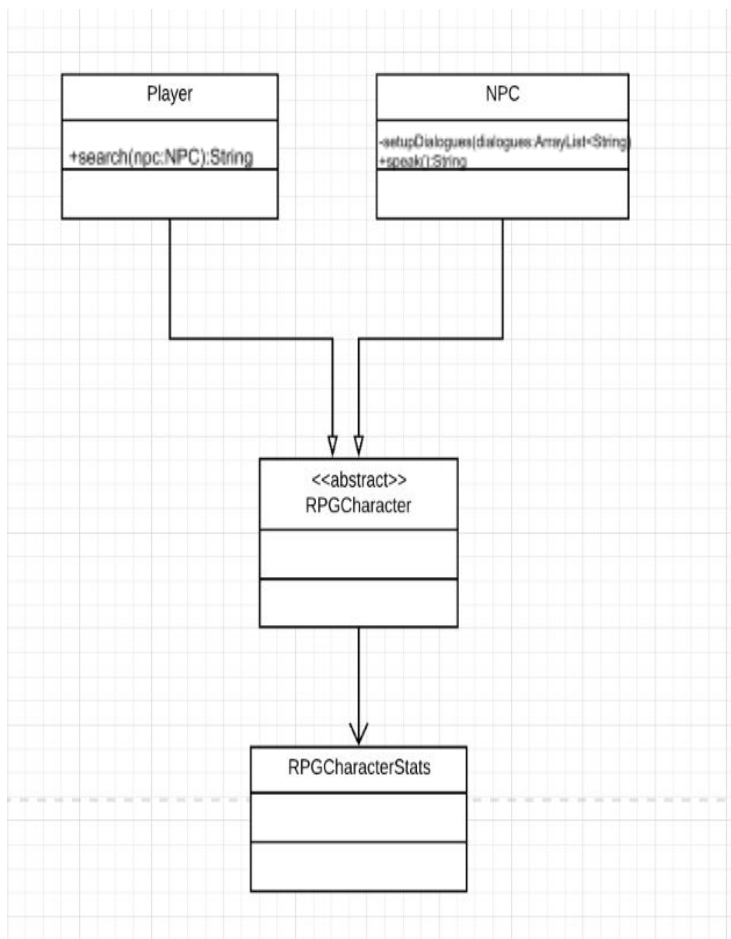 Player
+search(npc:NPC):String
NPC
-setupDialogues(dialogues:ArrayList<String)
+speak():String
<<abstract>>
RPGCharacter
RPGCharacterStats